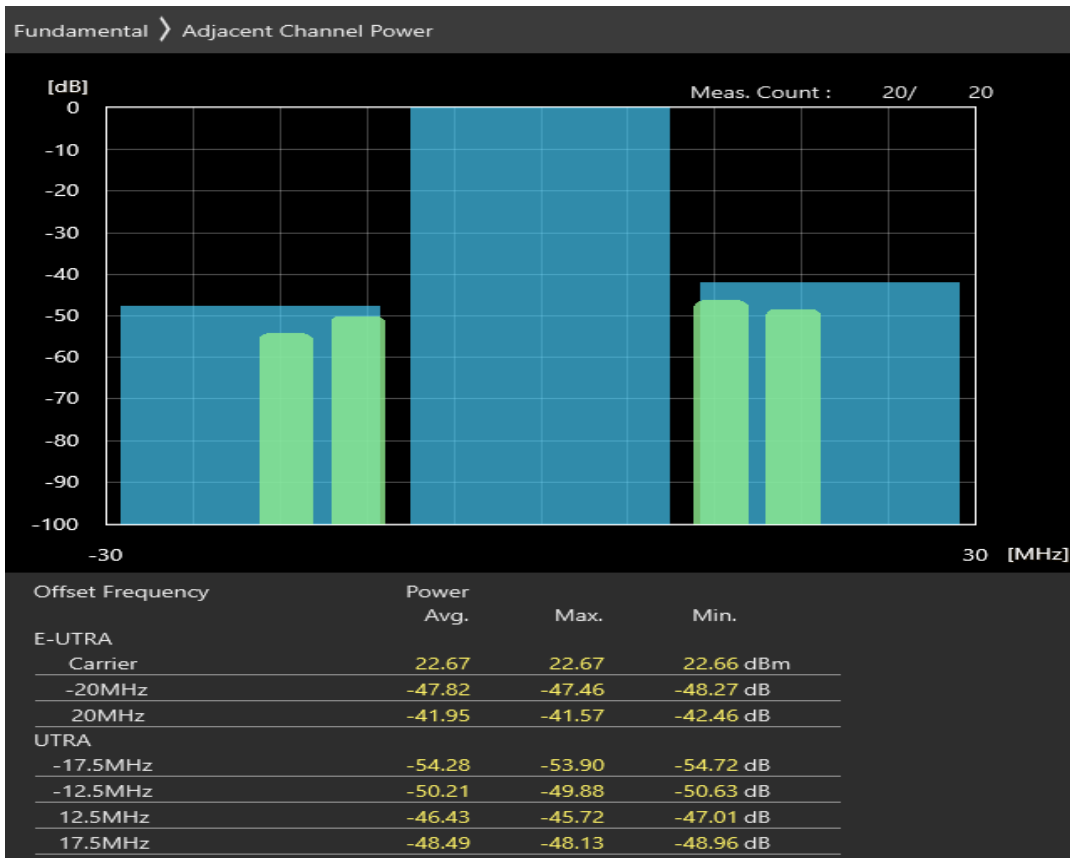 Fundamental 〉 Adjacent Channel Power
[dB]
Meas. Count : 20/ 20
0
-10
-20
-30
-40
-50
-60
-70
-80
-90
-100
-30 30 [MHz]
Offset Frequency Power
Avg. Max. Min.
E-UTRA
Carrier 22.67 22.67 22.66 dBm
-20MHz -47.82 -47.46 -48.27 dB
20MHz -41.95 -41.57 -42.46 dB
UTRA
-17.5MHz -54.28 -53.90 -54.72 dB
-12.5MHz -50.21 -49.88 -50.63 dB
12.5MHz -46.43 -45.72 -47.01 dB
17.5MHz -48.49 -48.13 -48.96 dB